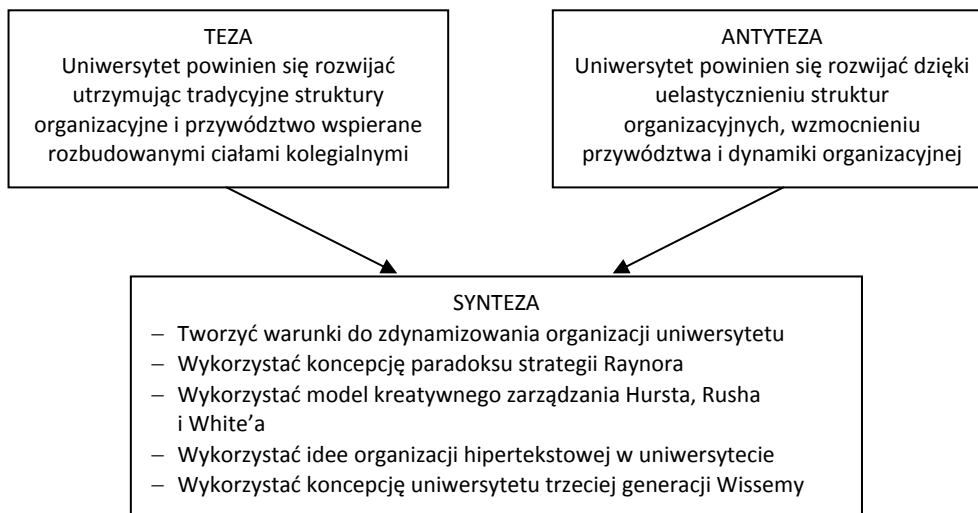 TEZA
Uniwersytet powinien się rozwijać
utrzymując tradycyjne struktury
organizacyjne i przywództwo wspierane
rozbudowanymi ciałami kolegialnymi
ANTYTEZA
Uniwersytet powinien się rozwijać dzięki
uelastycznieniu struktur
organizacyjnych, wzmocnieniu
przywództwa i dynamiki organizacyjnej
SYNTEZA
− Tworzyć warunki do zdynamizowania organizacji uniwersytetu
− Wykorzystać koncepcję paradoksu strategii Raynora
− Wykorzystać model kreatywnego zarządzania Hursta, Rusha
i White’a
− Wykorzystać idee organizacji hipertekstowej w uniwersytecie
− Wykorzystać koncepcję uniwersytetu trzeciej generacji Wissemy